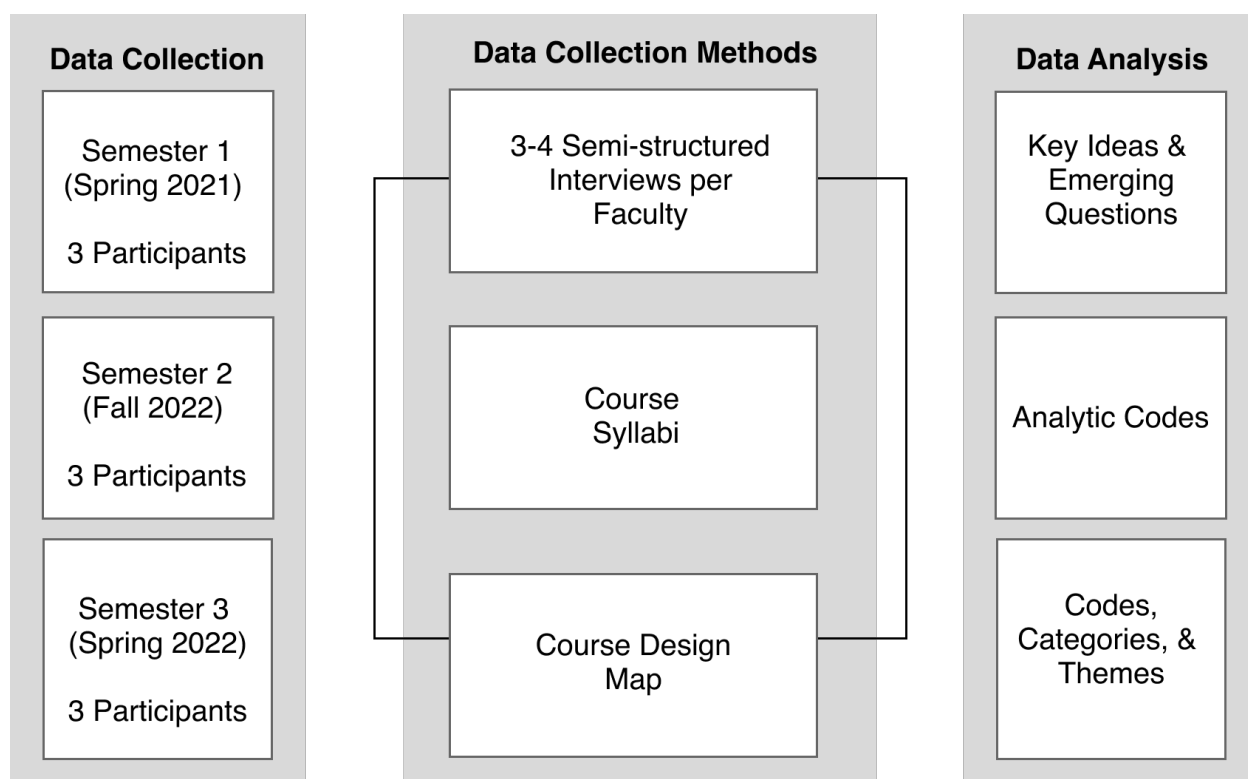 Data Collection
Semester 1
(Spring 2021)
3 Participants
Semester 2
(Fall 2022)
3 Participants
Semester 3
(Spring 2022)
3 Participants
Data Collection Methods
3-4 Semi-structured
Interviews per
Faculty
Course
Syllabi
Course Design
Map
Data Analysis
Key Ideas &
Emerging
Questions
Analytic Codes
Codes,
Categories, &
Themes